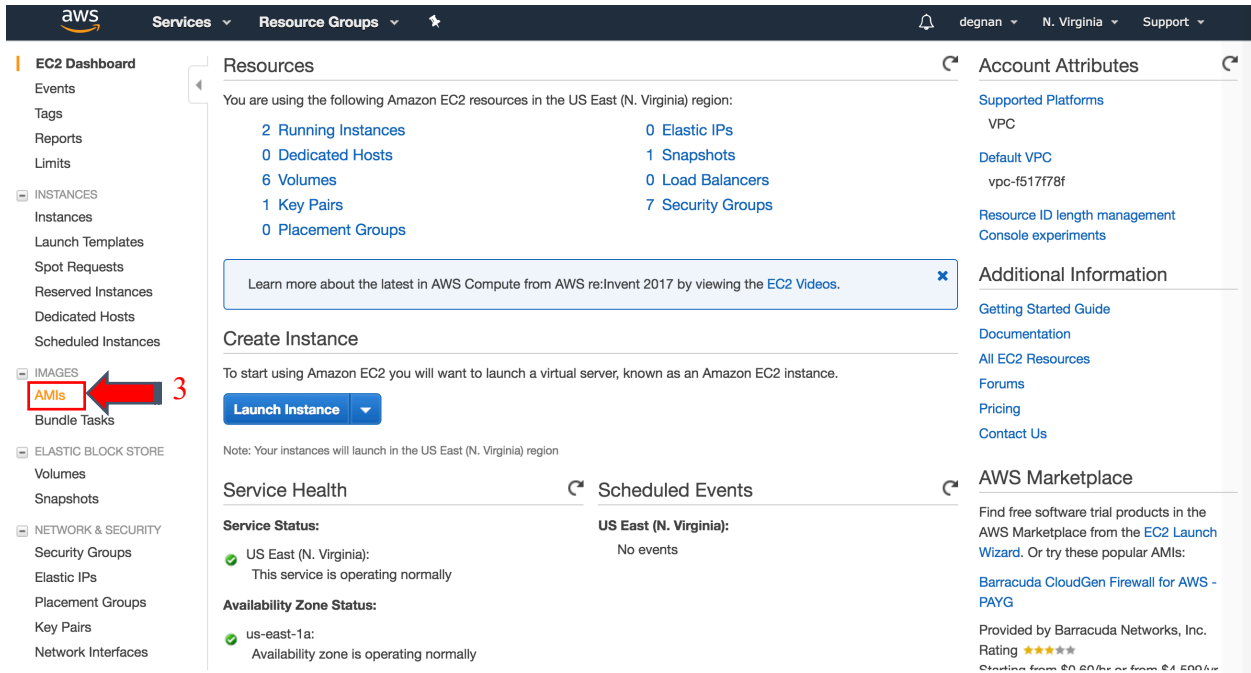 aws
Services
Resource Groups
degnan
N. Virginia
Support
EC2 Dashboard
Events
Tags
Reports
Limits
INSTANCES
Instances
Launch Templates
Spot Requests
Reserved Instances
Dedicated Hosts
Scheduled Instances
IMAGES
AMIs
3
Bundle Tasks
ELASTIC BLOCK STORE
Volumes
Snapshots
NETWORK & SECURITY
Security Groups
Elastic IPs
Placement Groups
Key Pairs
Network Interfaces
Resources
You are using the following Amazon EC2 resources in the US East (N. Virginia) region:
2 Running Instances
0 Dedicated Hosts
6 Volumes
1 Key Pairs
0 Placement Groups
0 Elastic IPs
1 Snapshots
0 Load Balancers
7 Security Groups
Learn more about the latest in AWS Compute from AWS re:Invent 2017 by viewing the EC2 Videos.
Create Instance
To start using Amazon EC2 you will want to launch a virtual server, known as an Amazon EC2 instance.
Launch Instance
Note: Your instances will launch in the US East (N. Virginia) region
Service Health
Service Status:
US East (N. Virginia):
This service is operating normally
Availability Zone Status:
us-east-1a:
Availability zone is operating normally
Scheduled Events
US East (N. Virginia):
No events
Account Attributes
Supported Platforms
VPC
Default VPC
vpc-f517f78f
Resource ID length management
Console experiments
Additional Information
Getting Started Guide
Documentation
All EC2 Resources
Forums
Pricing
Contact Us
AWS Marketplace
Find free software trial products in the
AWS Marketplace from the EC2 Launch
Wizard. Or try these popular AMIs:
Barracuda CloudGen Firewall for AWS -
PAYG
Provided by Barracuda Networks, Inc.
Rating
Starting from $0.60/hr or from $4,599/yr